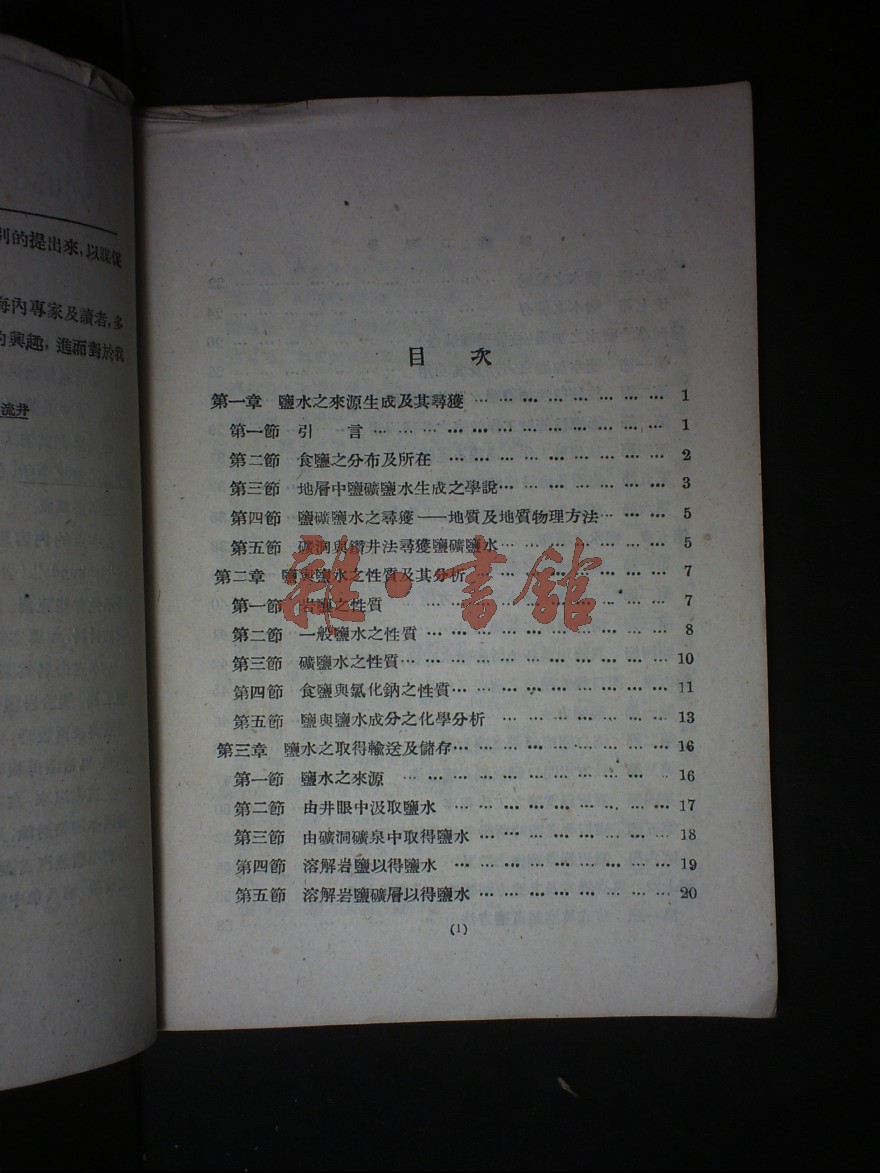 別的提出來,以謀促
海內專家及讀者,多
的興趣,進而對於我
流井
目 次
第一章 鹽水之來源生成及其尋獲 ………………… 1
第一節 引 言 ………………… 1
第二節 食鹽之分布及所在 ………………… 2
第三節 地層中鹽礦鹽水生成之學說 ………………… 3
第四節 鹽礦鹽水之尋獲——地質及地質物理方法 … … 5
第五節 礦洞與鑽井法尋獲鹽礦鹽水 ………………… 5
第二章 鹽與鹽水之性質及其分析 ………………… 7
第一節 岩鹽之性質 ………………… 7
第二節 一般鹽水之性質 ………………… 8
第三節 礦鹽水之性質 ………………… 10
第四節 食鹽與氯化鈉之性質 ………………… 11
第五節 鹽與鹽水成分之化學分析 ………………… 13
第三章 鹽水之取得輸送及儲存 ………………… 16
第一節 鹽水之來源 ………………… 16
第二節 由井眼中汲取鹽水 ………………… 17
第三節 由礦洞礦泉中取得鹽水 ………………… 18
第四節 溶解岩鹽以得鹽水 ………………… 19
第五節 溶解岩鹽礦層以得鹽水 ………………… 20
(1)
雜·書館